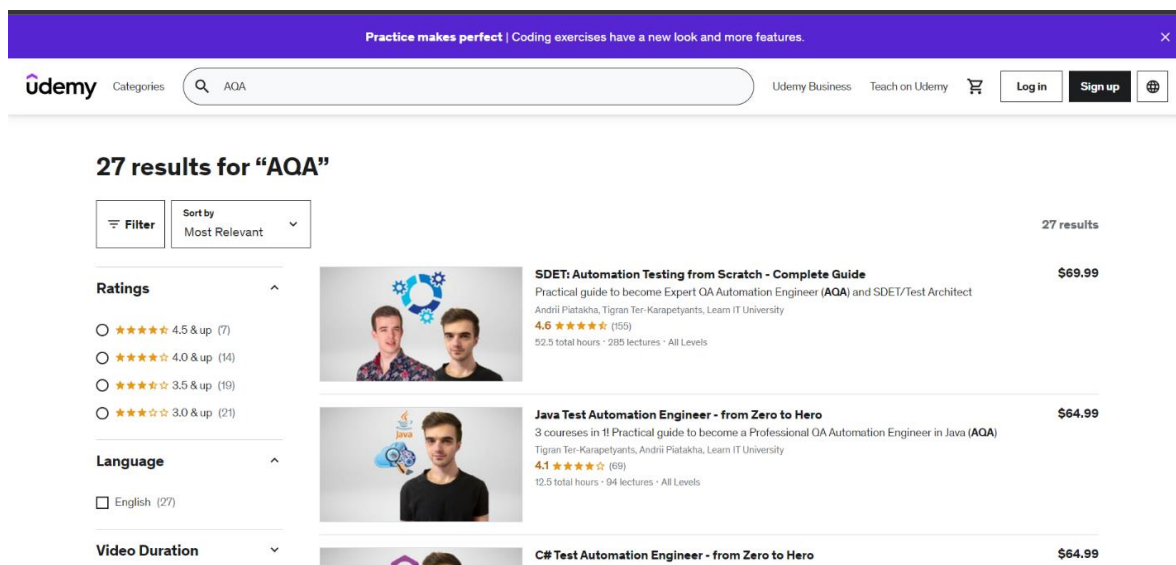 Practice makes perfect | Coding exercises have a new look and more features.
ûdemy
Categories
AQA
Udemy Business
Teach on Udemy
Log in
Sign up
27 results for “AQA”
Filter
Sort by
Most Relevant
27 results
Ratings
4.5 & up (7)
4.0 & up (14)
3.5 & up (19)
3.0 & up (21)
Language
English (27)
Video Duration
SDET: Automation Testing from Scratch - Complete Guide
$69.99
Practical guide to become Expert QA Automation Engineer (AQA) and SDET/Test Architect
Andrii Piatakha, Tigran Ter-Karapetyants, Learn IT University
4.6 (155)
52.5 total hours · 285 lectures · All Levels
Java
Java Test Automation Engineer - from Zero to Hero
$64.99
3 coureses in 1! Practical guide to become a Professional QA Automation Engineer in Java (AQA)
Tigran Ter-Karapetyants, Andrii Piatakha, Learn IT University
4.1 (69)
12.5 total hours · 94 lectures · All Levels
C# Test Automation Engineer - from Zero to Hero
$64.99